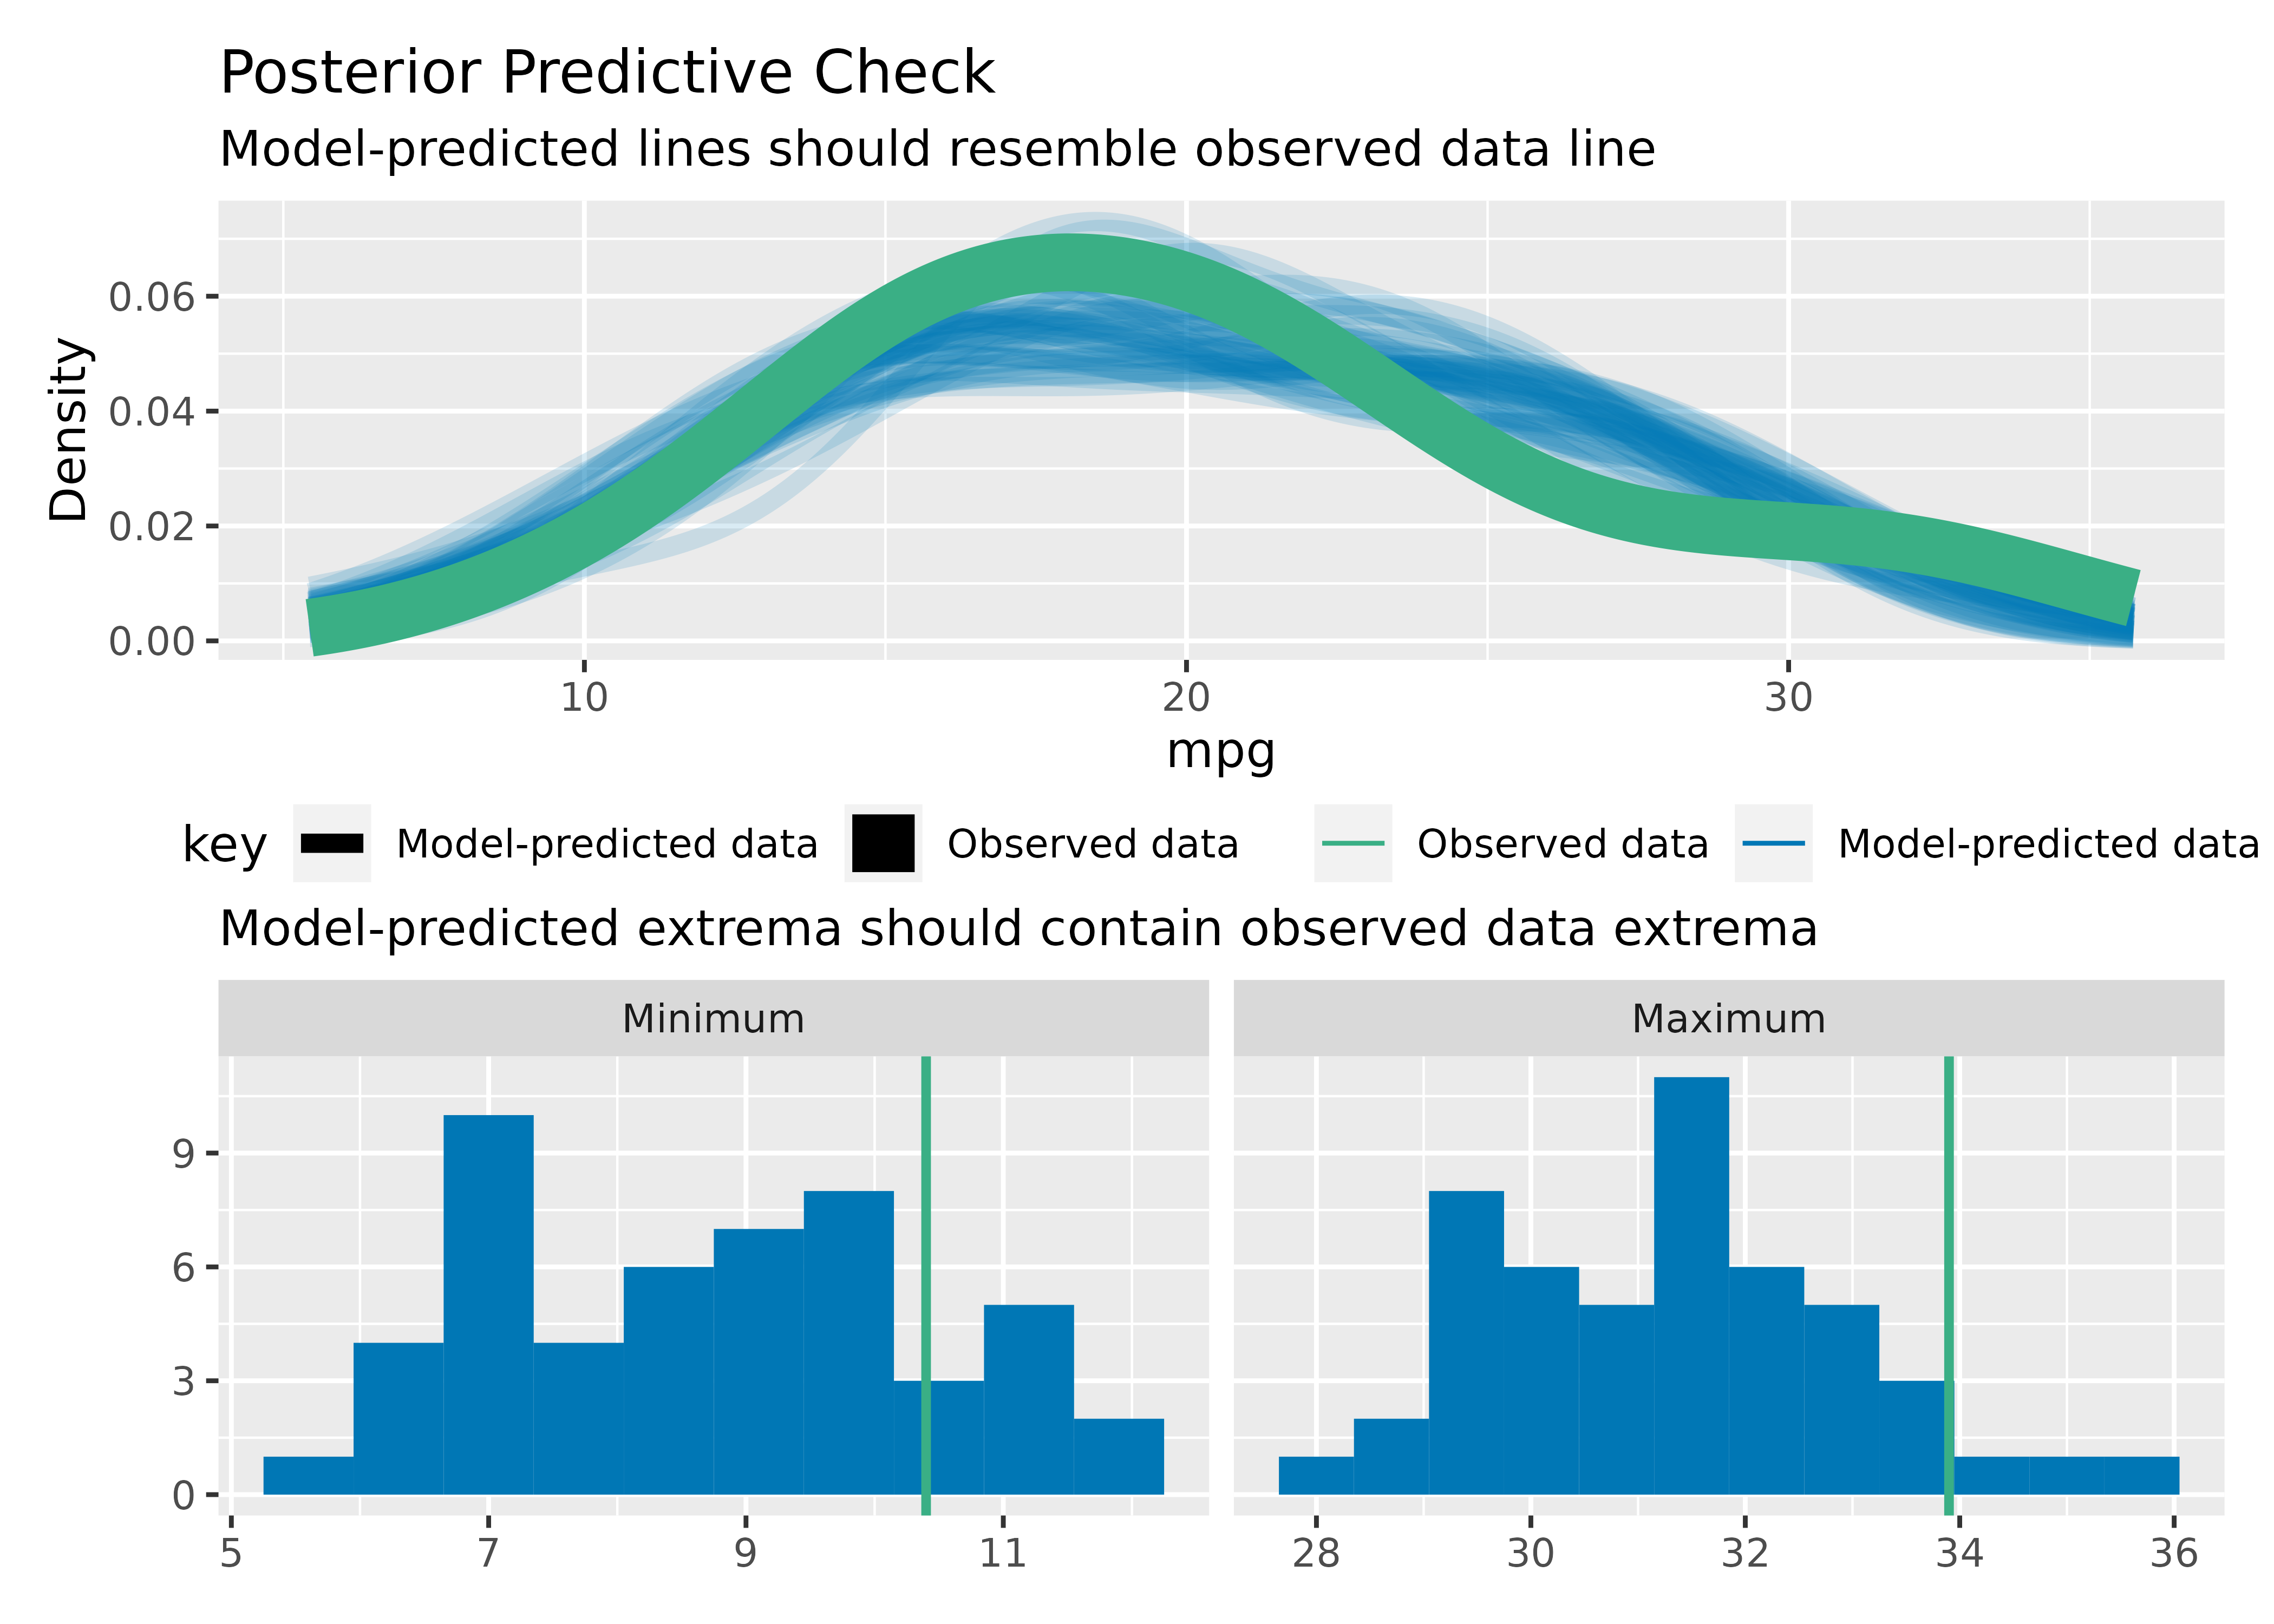 Posterior Predictive Check
Model-predicted lines should resemble observed data line
Density
0.06
0.04
0.02
0.00
10 20 30
mpg
key Model-predicted data Observed data Observed data Model-predicted data
Model-predicted extrema should contain observed data extrema
Minimum Maximum
9
6
3
0
5 7 9 11 28 30 32 34 36